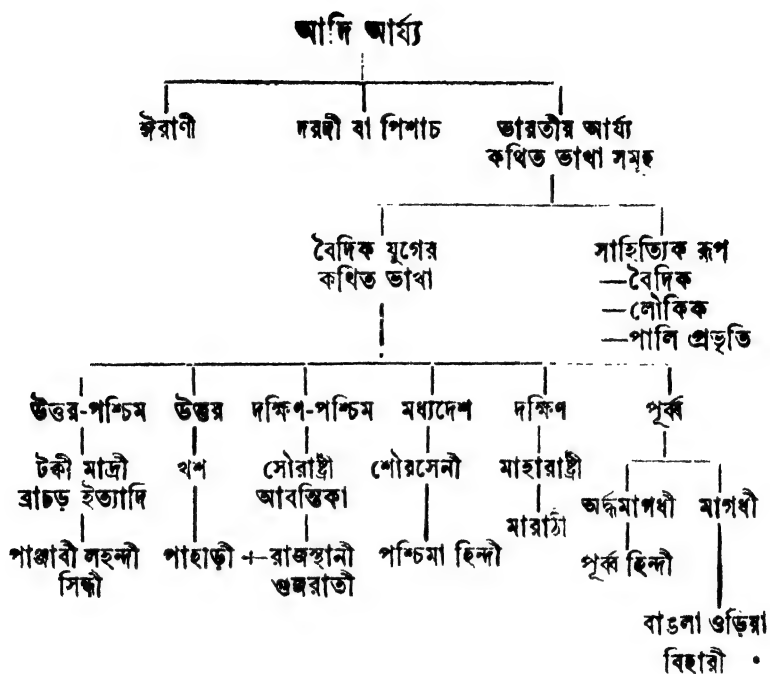 আদি আর্য্য
ঈরাণী দরদী বা পিশাচ ভারতীয় আর্য্য
কথিত ভাষা সমূহ
বৈদিক যুগের সাহিত্যিক রূপ
কথিত ভাষা —বৈদিক
—লৌকিক
—পালি প্রভৃতি
উত্তর-পশ্চিম উত্তর দক্ষিণ-পশ্চিম মধ্যদেশ দক্ষিণ পূর্ব্ব
টক্কী মাদ্রী খশ সৌরাষ্ট্রী শৌরসেনী মাহারাষ্ট্রী
ব্রাচড় ইত্যাদি আবন্তিকা অর্দ্ধমাগধী মাগধী
মারাঠী
পাঞ্জাবী লহন্দী পাহাড়ী +—রাজস্থানী পশ্চিমা হিন্দী পূর্ব্ব হিন্দী
সিন্ধী গুজরাতী
বাঙলা ওড়িয়া
বিহারী